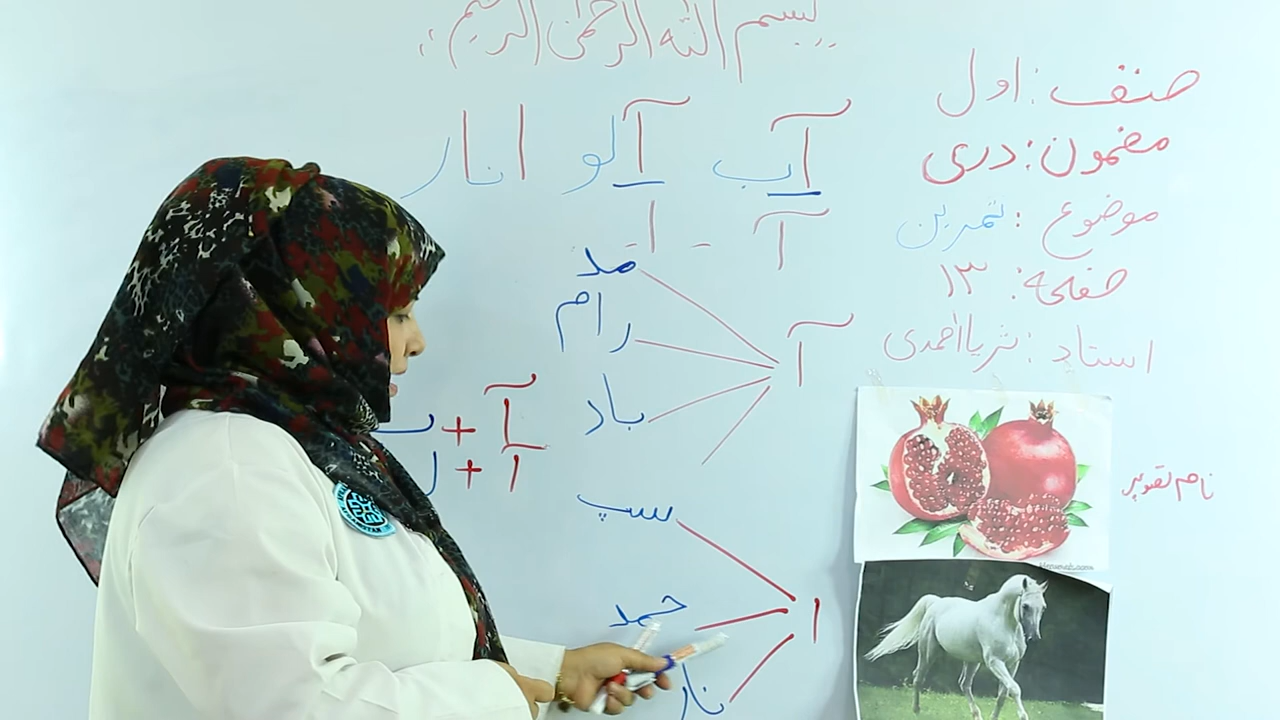 بسم الله الرحمن الرحیم
صنف: اول
مضمون: دری
موضوع: تمرین
صفحه: ۱۳
استاد: ثریا احمدی
آب آلو انار
آ - ا
آ
مد
رام
باد
آ + ب
ا + ل
ا
سپ
حمد
نار
نام تصویر